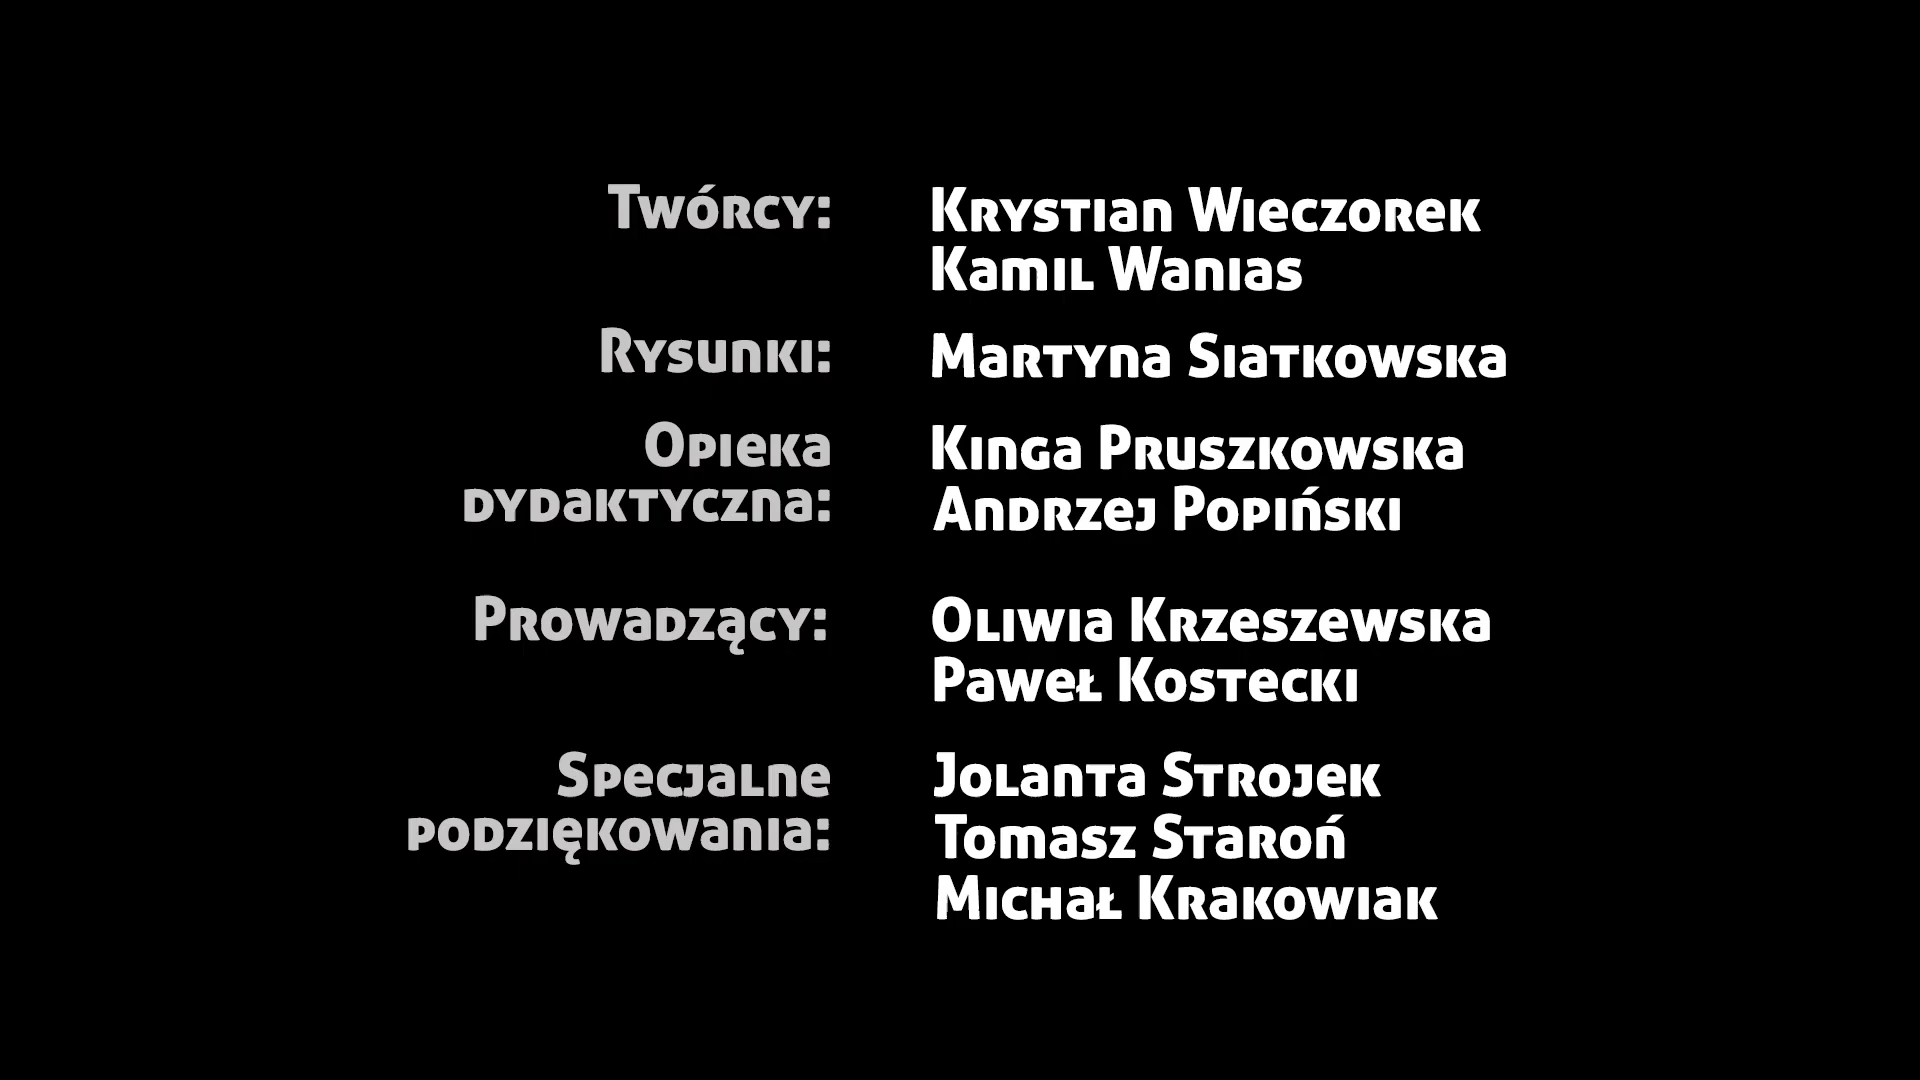 Twórcy: Krystian Wieczorek
Kamil Wanias
Rysunki: Martyna Siatkowska
Opieka Kinga Pruszkowska
dydaktyczna: Andrzej Popiński
Prowadzący: Oliwia Krzeszewska
Paweł Kostecki
Specjalne Jolanta Strojek
podziękowania: Tomasz Staroń
Michał Krakowiak